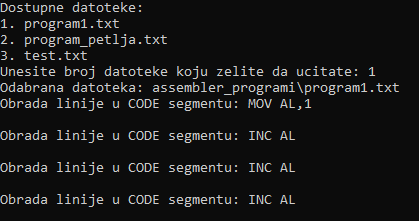 Dostupne datoteke:
1. program1.txt
2. program_petlja.txt
3. test.txt
Unesite broj datoteke koju zelite da ucitate: 1
Odabrana datoteka: assembler_programi\program1.txt
Obrada linije u CODE segmentu: MOV AL,1
Obrada linije u CODE segmentu: INC AL
Obrada linije u CODE segmentu: INC AL
Obrada linije u CODE segmentu: INC AL